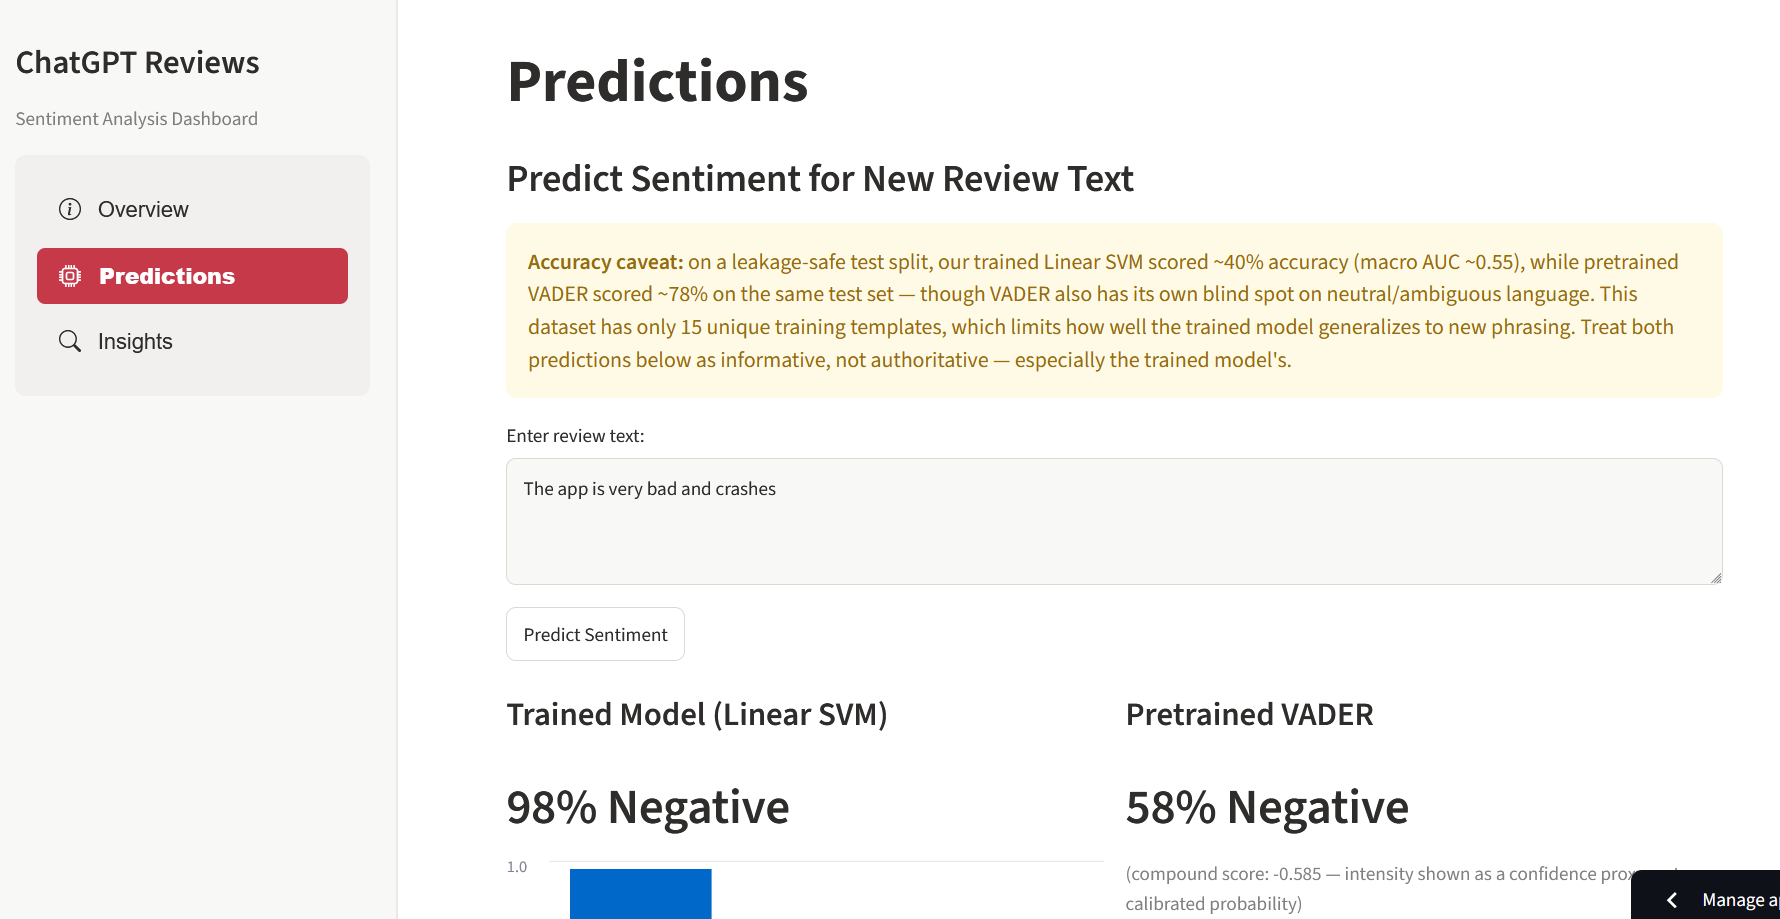 ChatGPT Reviews
Sentiment Analysis Dashboard
Overview
Predictions
Insights
Predictions
Predict Sentiment for New Review Text
Accuracy caveat: on a leakage-safe test split, our trained Linear SVM scored ~40% accuracy (macro AUC ~0.55), while pretrained
VADER scored ~78% on the same test set — though VADER also has its own blind spot on neutral/ambiguous language. This
dataset has only 15 unique training templates, which limits how well the trained model generalizes to new phrasing. Treat both
predictions below as informative, not authoritative — especially the trained model's.
Enter review text:
The app is very bad and crashes
Predict Sentiment
Trained Model (Linear SVM)
98% Negative
1.0
Pretrained VADER
58% Negative
(compound score: -0.585 — intensity shown as a confidence
calibrated probability)
Manage